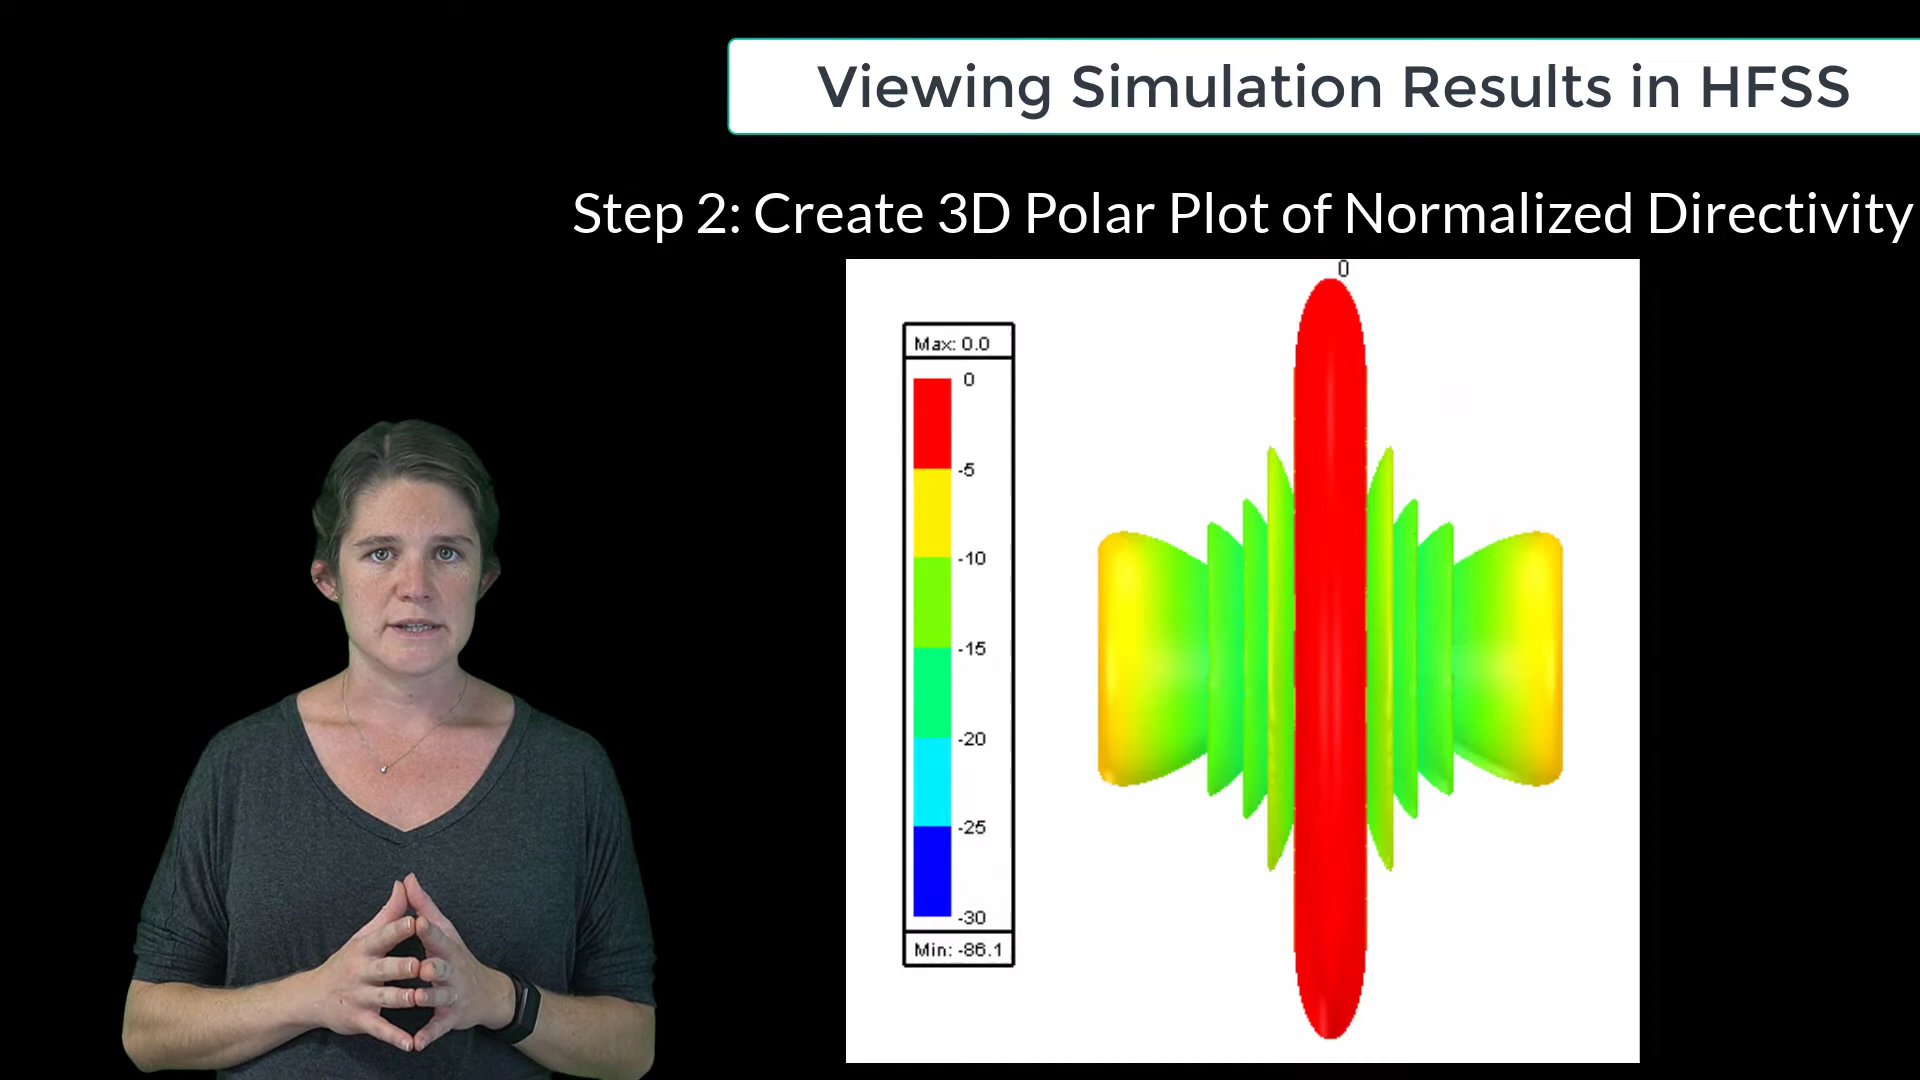 Viewing Simulation Results in HFSS
Step 2: Create 3D Polar Plot of Normalized Directivity
0
Max: 0.0
0
-5
-10
-15
-20
-25
-30
Min: -86.1